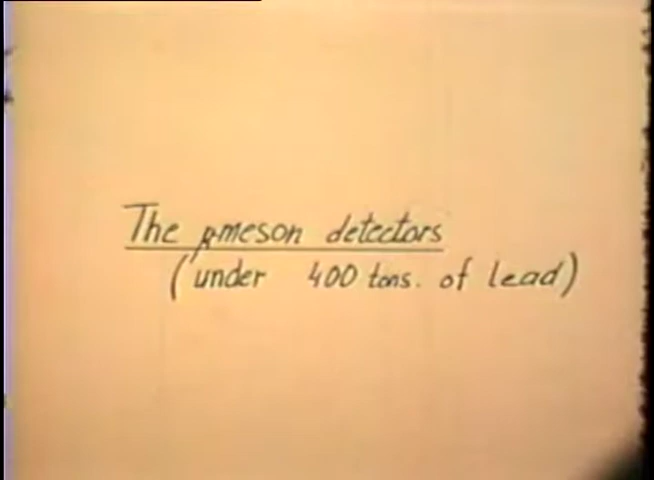 The μmeson detectors
(under 400 tons. of lead)